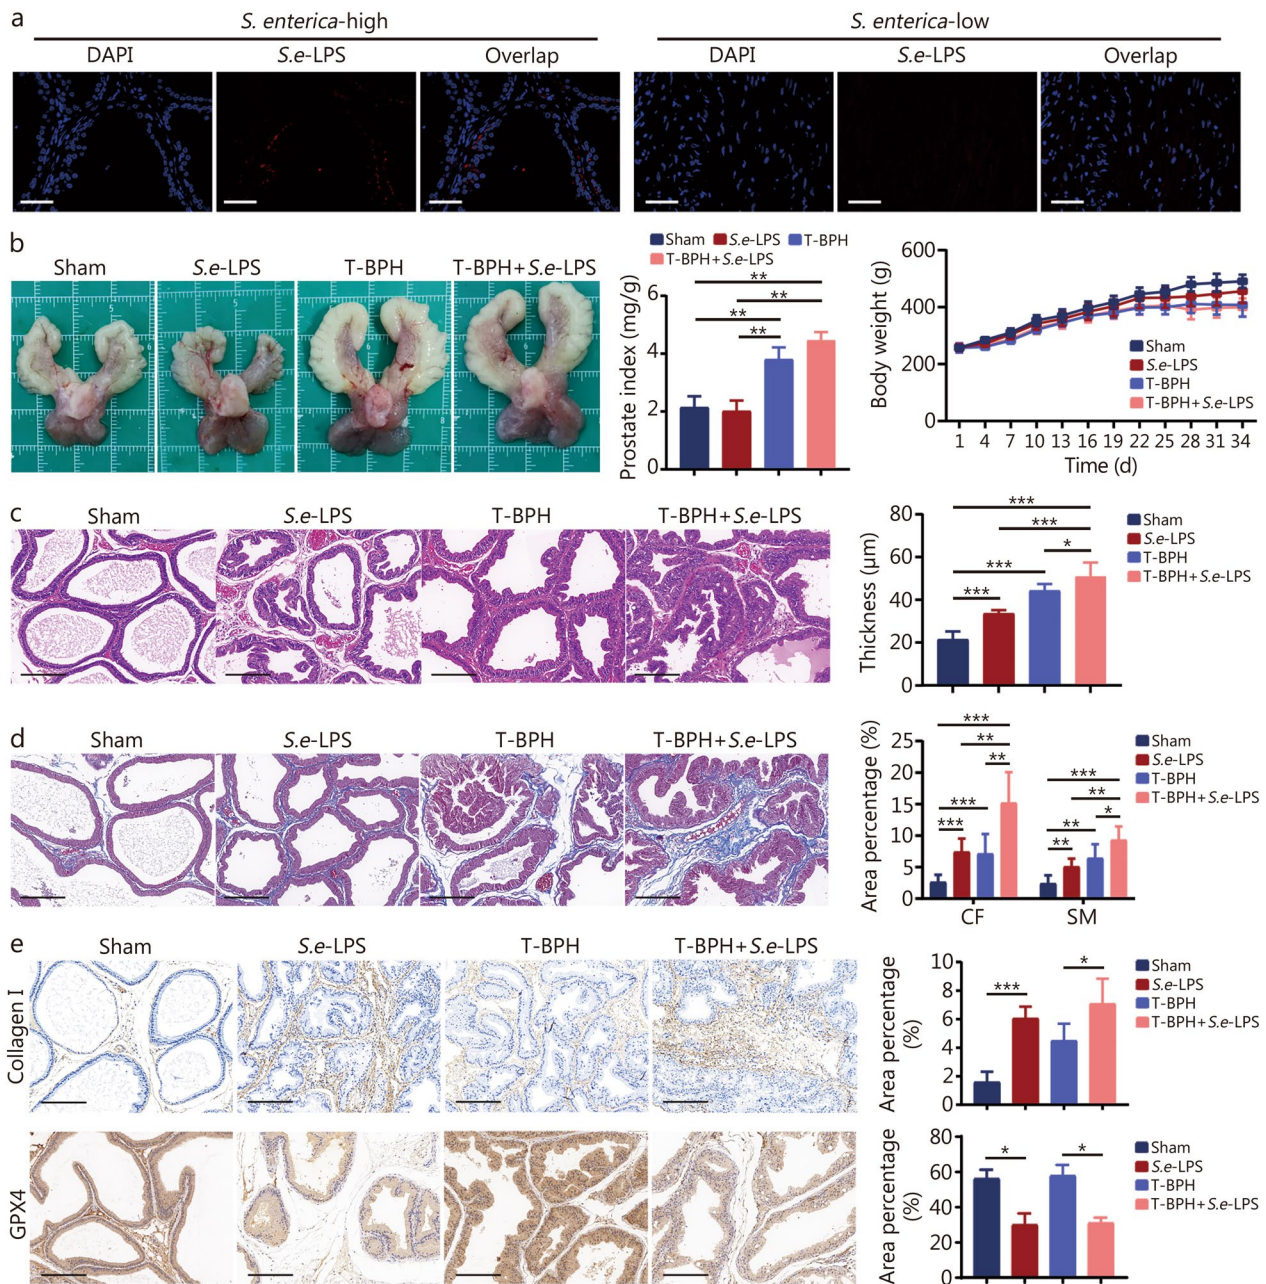 a
S. enterica-high
S. enterica-low
DAPI S.e-LPS Overlap DAPI S.e-LPS Overlap
b
Sham S.e-LPS T-BPH T-BPH+S.e-LPS
Sham S.e-LPS T-BPH
T-BPH+S.e-LPS
Prostate index (mg/g)
6
4
2
0
** ** ** **
Body weight (g)
600
400
200
0
Sham
S.e-LPS
T-BPH
T-BPH+S.e-LPS
1 4 7 10 13 16 19 22 25 28 31 34
Time (d)
c
Sham S.e-LPS T-BPH T-BPH+S.e-LPS
Thickness (μm)
80
60
40
20
0
*** *** * *** ***
Sham
S.e-LPS
T-BPH
T-BPH+S.e-LPS
d
Sham S.e-LPS T-BPH T-BPH+S.e-LPS
Area percentage (%)
25
20
15
10
5
0
*** ** ** *** ***
*** ** * ** **
CF SM
Sham
S.e-LPS
T-BPH
T-BPH+S.e-LPS
e
Sham S.e-LPS T-BPH T-BPH+S.e-LPS
Collagen I
Area percentage
(%)
10
8
6
4
2
0
*** *
Sham
S.e-LPS
T-BPH
T-BPH+S.e-LPS
GPX4
Area percentage
(%)
80
60
40
20
0
* *
Sham
S.e-LPS
T-BPH
T-BPH+S.e-LPS